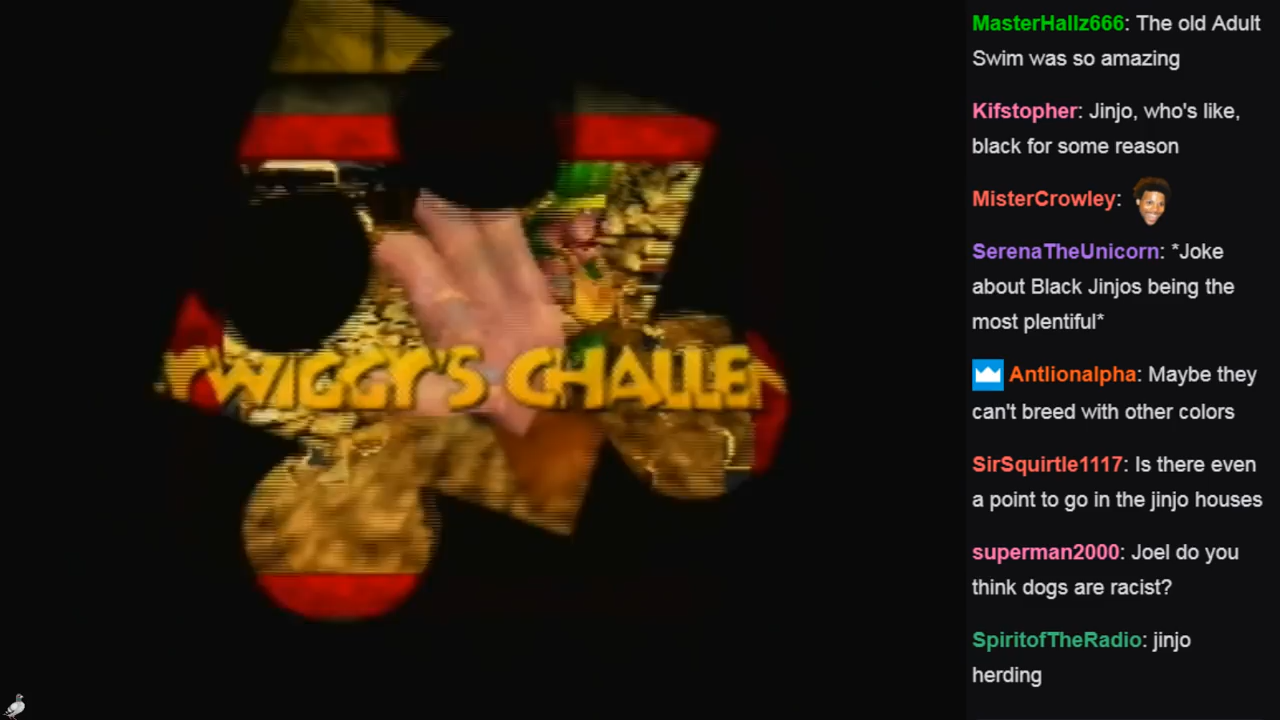 TWIGGY'S CHALLEN
MasterHallz666: The old Adult
Swim was so amazing
Kifstopher: Jinjo, who's like,
black for some reason
MisterCrowley:
SerenaTheUnicorn: *Joke
about Black Jinjos being the
most plentiful*
Antlionalpha: Maybe they
can't breed with other colors
SirSquirtle1117: Is there even
a point to go in the jinjo houses
superman2000: Joel do you
think dogs are racist?
SpiritofTheRadio: jinjo
herding